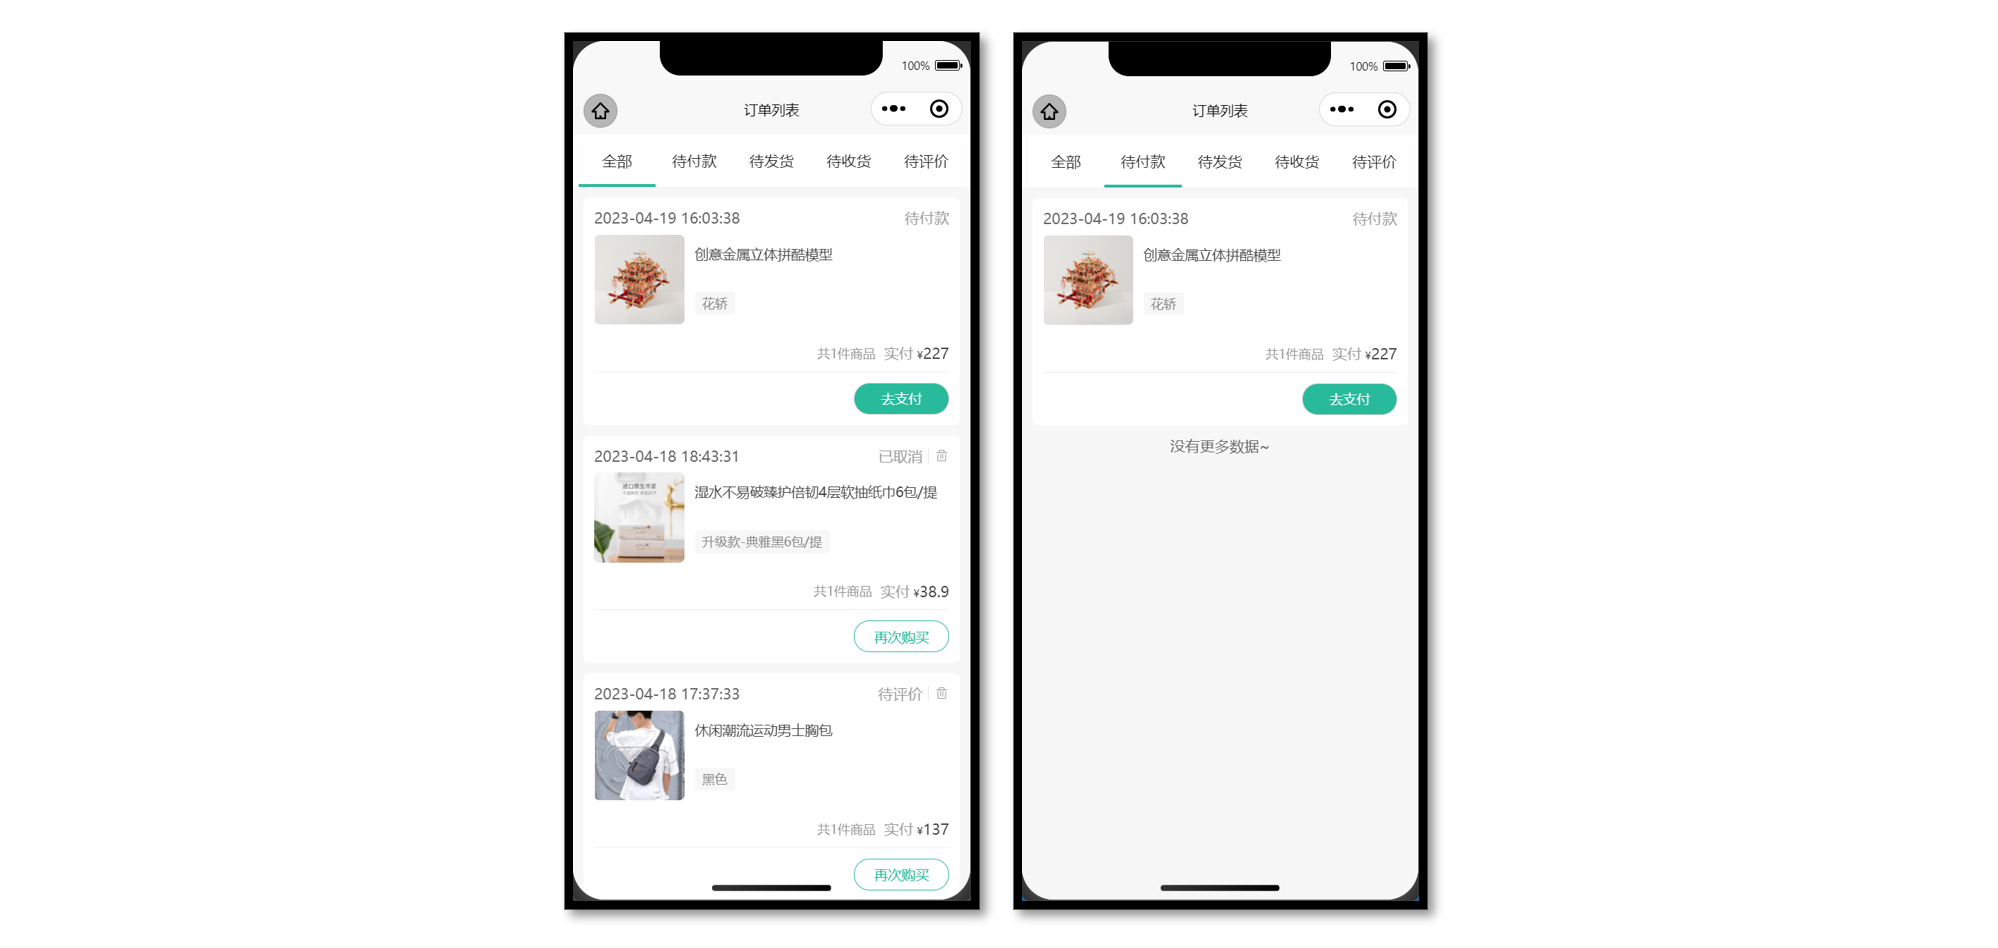 100%
订单列表
全部 待付款 待发货 待收货 待评价
2023-04-19 16:03:38 待付款
创意金属立体拼酷模型
花轿
共1件商品 实付 ¥227
去支付
2023-04-18 18:43:31 已取消
湿水不易破臻护倍韧4层软抽纸巾6包/提
升级款-典雅黑6包/提
共1件商品 实付 ¥38.9
再次购买
2023-04-18 17:37:33 待评价
休闲潮流运动男士胸包
黑色
共1件商品 实付 ¥137
再次购买
100%
订单列表
全部 待付款 待发货 待收货 待评价
2023-04-19 16:03:38 待付款
创意金属立体拼酷模型
花轿
共1件商品 实付 ¥227
去支付
没有更多数据~